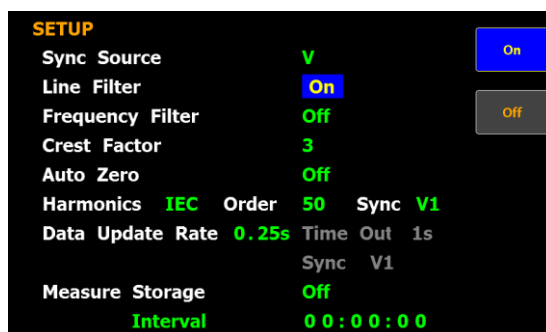 SETUP
Sync Source V
On
Line Filter On
Frequency Filter Off
Off
Crest Factor 3
Auto Zero Off
Harmonics IEC Order 50 Sync V1
Data Update Rate 0.25s Time Out 1s
Sync V1
Measure Storage Off
Interval 00:00:00